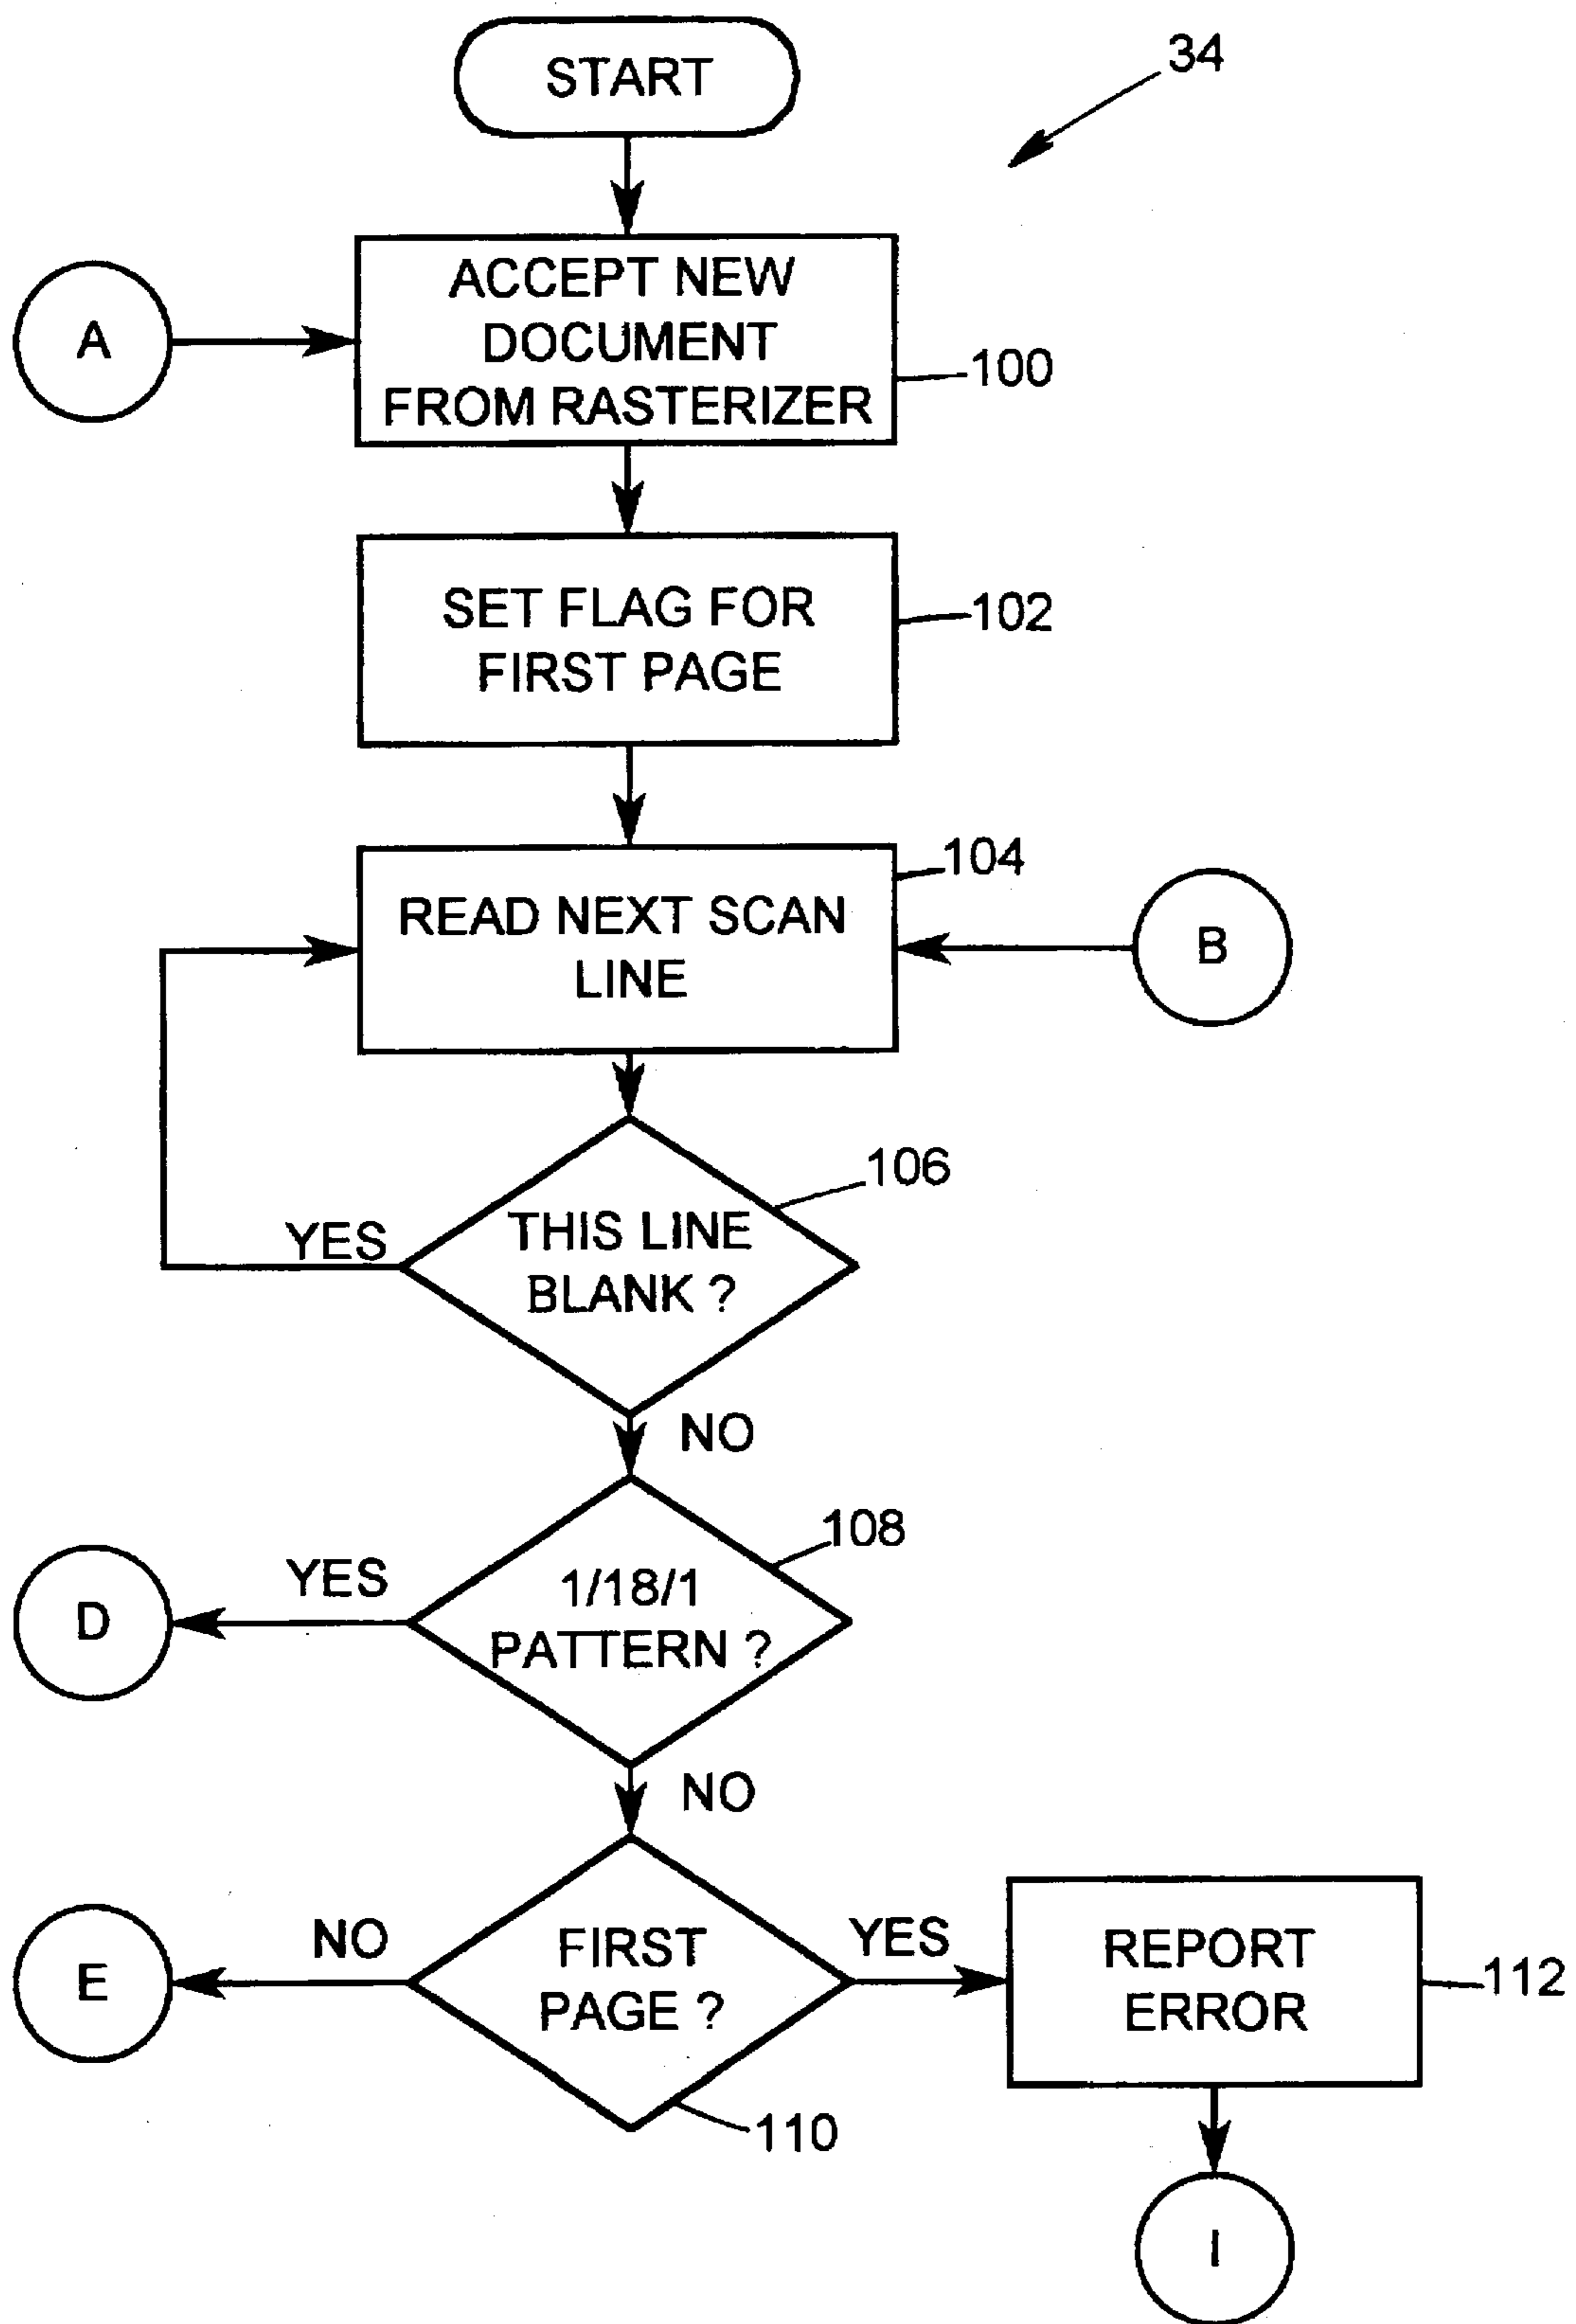 START
34
ACCEPT NEW
DOCUMENT
FROM RASTERIZER
A
100
SET FLAG FOR
FIRST PAGE
102
104
READ NEXT SCAN
LINE
B
106
THIS LINE
BLANK ?
YES
NO
108
1/18/1
PATTERN ?
YES
D
NO
FIRST
PAGE ?
NO
E
YES
REPORT
ERROR
112
110
I